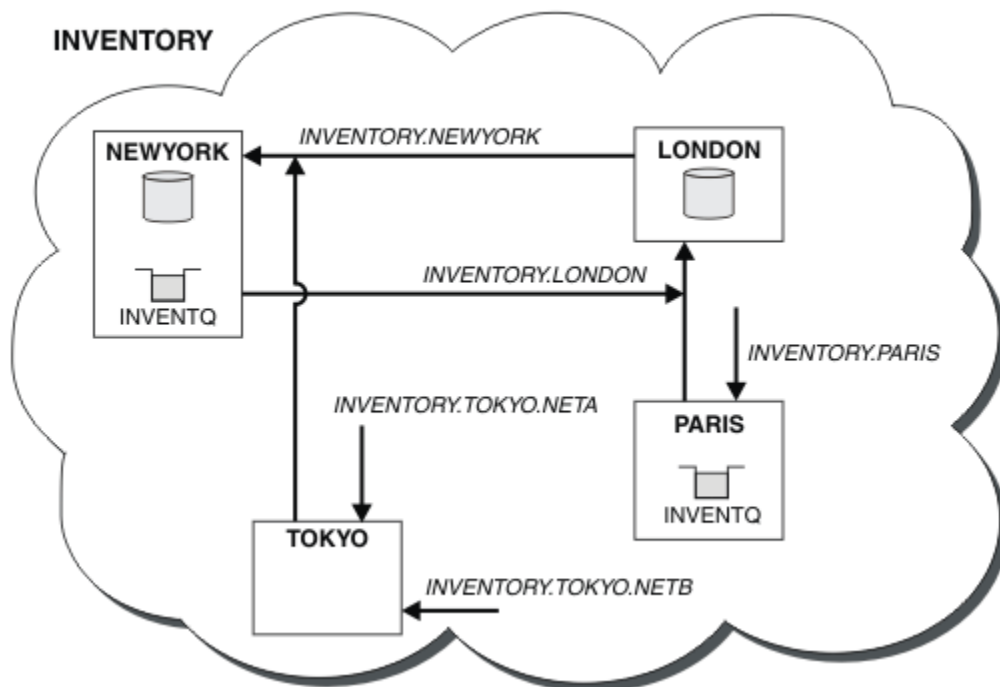 INVENTORY
INVENTORY.NEWYORK
NEWYORK
LONDON
INVENTORY.LONDON
INVENTQ
INVENTORY.PARIS
INVENTORY.TOKYO.NETA
PARIS
INVENTQ
TOKYO
INVENTORY.TOKYO.NETB